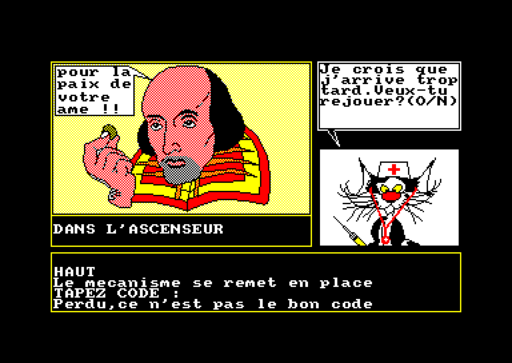 pour la
paix de
votre
ame !!
Je crois que
j'arrive trop
tard.Veux-tu
rejouer?(O/N)
DANS L'ASCENSEUR
HAUT
Le mecanisme se remet en place
TAPEZ CODE :
Perdu,ce n'est pas le bon code